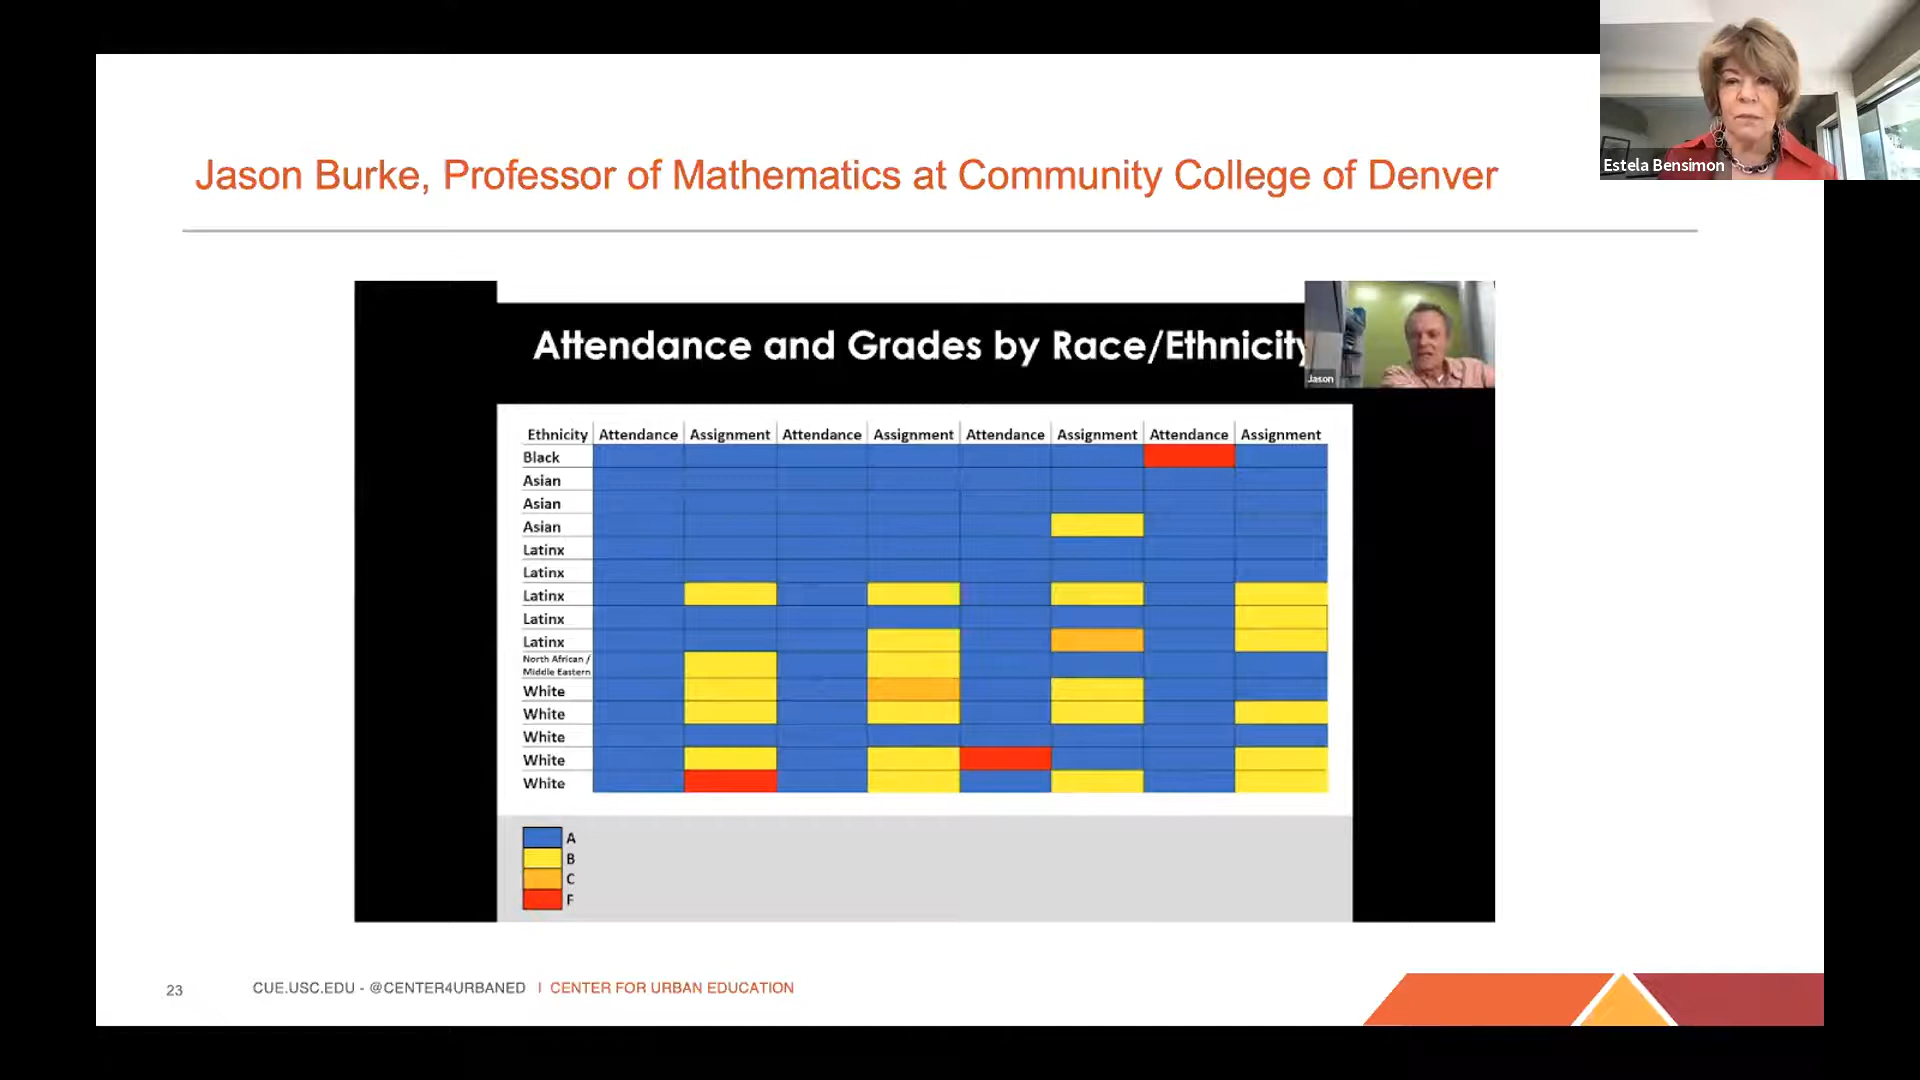 Estela Bensimon
Jason Burke, Professor of Mathematics at Community College of Denver
Attendance and Grades by Race/Ethnicity
Jason
Ethnicity Attendance Assignment Attendance Assignment Attendance Assignment Attendance Assignment
Black
Asian
Asian
Asian
Latinx
Latinx
Latinx
Latinx
Latinx
North African /
Middle Eastern
White
White
White
White
White
A
B
C
F
23 CUE.USC.EDU - @CENTER4URBANED | CENTER FOR URBAN EDUCATION